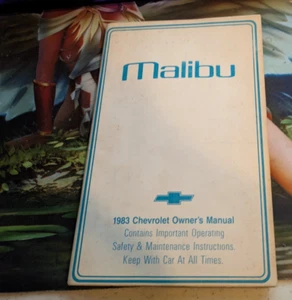 malibu
1983 Chevrolet Owner's Manual
Contains Important Operating
Safety & Maintenance Instructions.
Keep With Car At All Times.